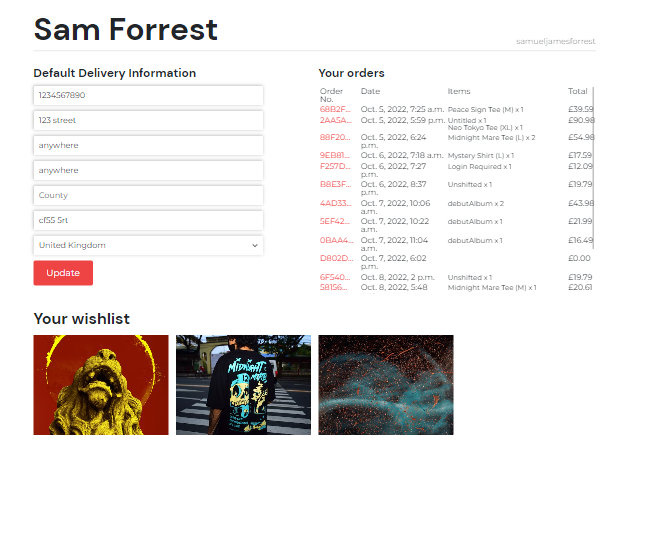 Sam Forrest
samueljamesforrest
Default Delivery Information
1234567890
123 street
anywhere
anywhere
County
cf55 5rt
United Kingdom
Update
Your orders
Order No. Date Items Total
68B2F... Oct. 5, 2022, 7:25 a.m. Peace Sign Tee (M) x 1 £39.59
2AA5A... Oct. 5, 2022, 5:59 p.m. Untitled x 1 £90.98
Neo Tokyo Tee (XL) x 1
88F20... Oct. 5, 2022, 6:24 p.m. Midnight Mare Tee (L) x 2 £54.98
9EB81... Oct. 6, 2022, 7:18 a.m. Mystery Shirt (L) x 1 £17.59
F257D... Oct. 6, 2022, 7:27 p.m. Login Required x 1 £12.09
B8E3F... Oct. 6, 2022, 8:37 p.m. Unshifted x 1 £19.79
4AD33... Oct. 7, 2022, 10:06 a.m. debutAlbum x 2 £43.98
5EF42... Oct. 7, 2022, 10:22 a.m. debutAlbum x 1 £21.99
0BAA4... Oct. 7, 2022, 11:04 a.m. debutAlbum x 1 £16.49
D802D... Oct. 7, 2022, 6:02 p.m. £0.00
6F540... Oct. 8, 2022, 2 p.m. Unshifted x 1 £19.79
58156... Oct. 8, 2022, 5:48 Midnight Mare Tee (M) x 1 £20.61
Your wishlist
MIDNIGHT
MARE